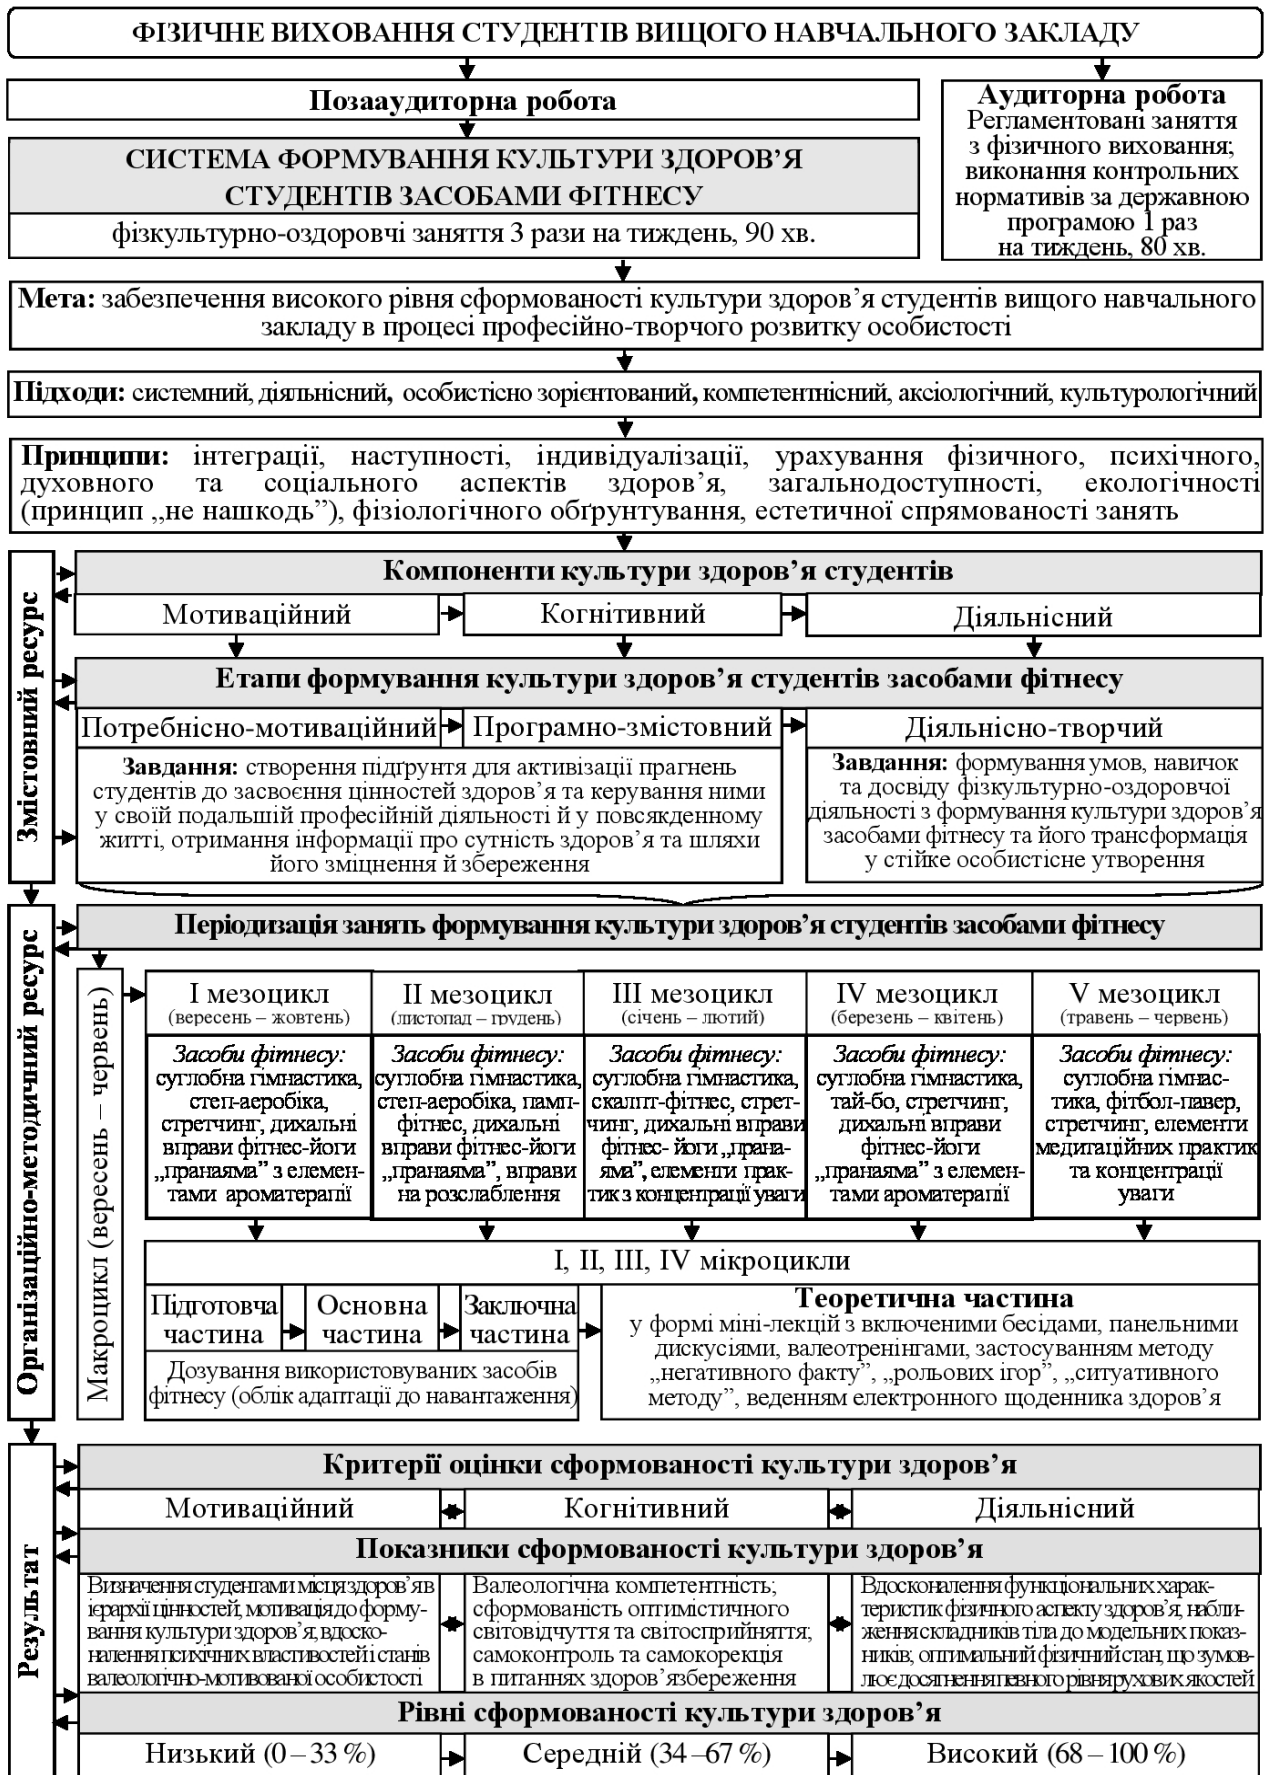 ФІЗИЧНЕ ВИХОВАННЯ СТУДЕНТІВ ВИЩОГО НАВЧАЛЬНОГО ЗАКЛАДУ
Позааудиторна робота
СИСТЕМА ФОРМУВАННЯ КУЛЬТУРИ ЗДОРОВ’Я
СТУДЕНТІВ ЗАСОБАМИ ФІТНЕСУ
фізкультурно-оздоровчі заняття 3 рази на тиждень, 90 хв.
Аудиторна робота
Регламентовані заняття
з фізичного виховання;
виконання контрольних
нормативів за державною
програмою 1 раз
на тиждень, 80 хв.
Мета: забезпечення високого рівня сформованості культури здоров’я студентів вищого навчального
закладу в процесі професійно-творчого розвитку особистості
Підходи: системний, діяльнісний, особистісно зорієнтований, компетентнісний, аксіологічний, культурологічний
Принципи: інтеграції, наступності, індивідуалізації, урахування фізичного, психічного,
духовного та соціального аспектів здоров’я, загальнодоступності, екологічності
(принцип „не нашкодь”), фізіологічного обґрунтування, естетичної спрямованості занять
Змістовний ресурс
Компоненти культури здоров’я студентів
Мотиваційний
Когнітивний
Діяльнісний
Етапи формування культури здоров’я студентів засобами фітнесу
Потребнісно-мотиваційний
Програмно-змістовний
Діяльнісно-творчий
Завдання: створення підґрунтя для активізації прагнень
студентів до засвоєння цінностей здоров’я та керування ними
у своїй подальшій професійній діяльності й у повсякденному
житті, отримання інформації про сутність здоров’я та шляхи
його зміцнення й збереження
Завдання: формування умов, навичок
та досвіду фізкультурно-оздоровчої
діяльності з формування культури здоров’я
засобами фітнесу та його трансформація
у стійке особистісне утворення
Організаційно-методичний ресурс
Періодизація занять формування культури здоров’я студентів засобами фітнесу
Макроцикл (вересень – червень)
I мезоцикл
(вересень – жовтень)
II мезоцикл
(листопад – грудень)
III мезоцикл
(січень – лютий)
IV мезоцикл
(березень – квітень)
V мезоцикл
(травень – червень)
Засоби фітнесу:
суглобна гімнастика,
степ-аеробіка,
стретчинг, дихальні
вправи фітнес-йоги
„пранаяма” з елемен-
тами ароматерапії
Засоби фітнесу:
суглобна гімнастика,
степ-аеробіка, памп-
фітнес, дихальні
вправи фітнес-йоги
„пранаяма”, вправи
на розслаблення
Засоби фітнесу:
суглобна гімнастика,
скалпт-фітнес, стрет-
чинг, дихальні вправи
фітнес- йоги „прана-
яма”, елементи прак-
тик з концентрації уваги
Засоби фітнесу:
суглобна гімнастика,
тай-бо, стретчинг,
дихальні вправи
фітнес-йоги
„пранаяма” з елемен-
тами ароматерапії
Засоби фітнесу:
суглобна гімнас-
тика, фітбол-павер,
стретчинг, елементи
медитаційних практик
та концентрації
уваги
I, II, III, IV мікроцикли
Підготовча
частина
Основна
частина
Заключна
частина
Дозування використовуваних засобів
фітнесу (облік адаптації до навантаження)
Теоретична частина
у формі міні-лекцій з включеними бесідами, панельними
дискусіями, валеотренінгами, застосуванням методу
„негативного факту”, „рольових ігор”, „ситуативного
методу”, веденням електронного щоденника здоров’я
Результат
Критерії оцінки сформованості культури здоров’я
Мотиваційний
Когнітивний
Діяльнісний
Показники сформованості культури здоров’я
Визначення студентами місця здоров’я в
ієрархії цінностей, мотивація до форму-
вання культури здоров’я, вдоско-
налення психічних властивостей і станів
валеологічно-мотивованої особистості
Валеологічна компетентність;
сформованість оптимістичного
світовідчуття та світосприйняття;
самоконтроль та самокорекція
в питаннях здоров’язбереження
Вдосконалення функціональних харак-
теристик фізичного аспекту здоров’я, набли-
ження складників тіла до модельних показ-
ників; оптимальний фізичний стан, що зумов-
лює досягнення певного рівня рухових якостей
Рівні сформованості культури здоров’я
Низький (0 – 33 %)
Середній (34 –67 %)
Високий (68 – 100 %)